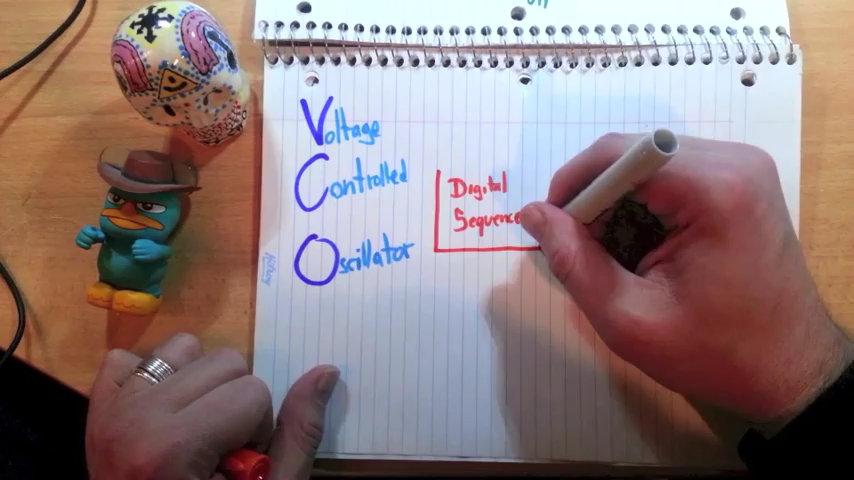 Voltage
Controlled
Oscillator
Digital
Sequence